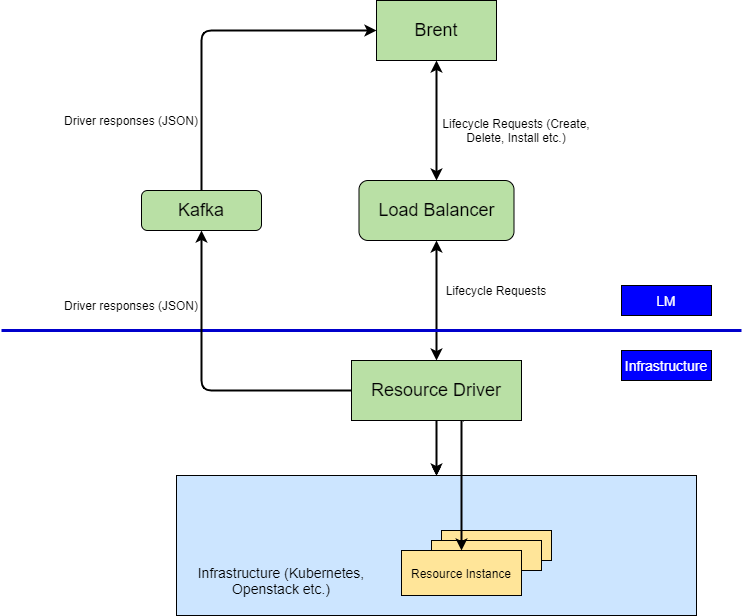 Brent
Driver responses (JSON)
Lifecycle Requests (Create,
Delete, Install etc.)
Kafka
Load Balancer
Lifecycle Requests
LM
Driver responses (JSON)
Infrastructure
Resource Driver
Infrastructure (Kubernetes,
Openstack etc.)
Resource Instance